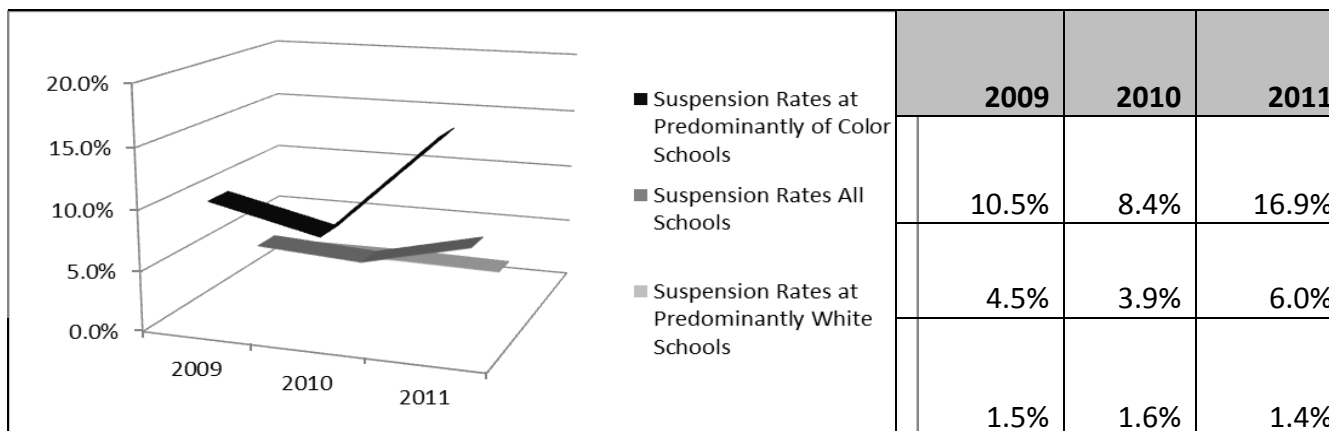 20.0%
15.0%
10.0%
5.0%
0.0%
2009
2010
2011
Suspension Rates at
Predominantly of Color
Schools
Suspension Rates All
Schools
Suspension Rates at
Predominantly White
Schools
2009 2010 2011
10.5% 8.4% 16.9%
4.5% 3.9% 6.0%
1.5% 1.6% 1.4%